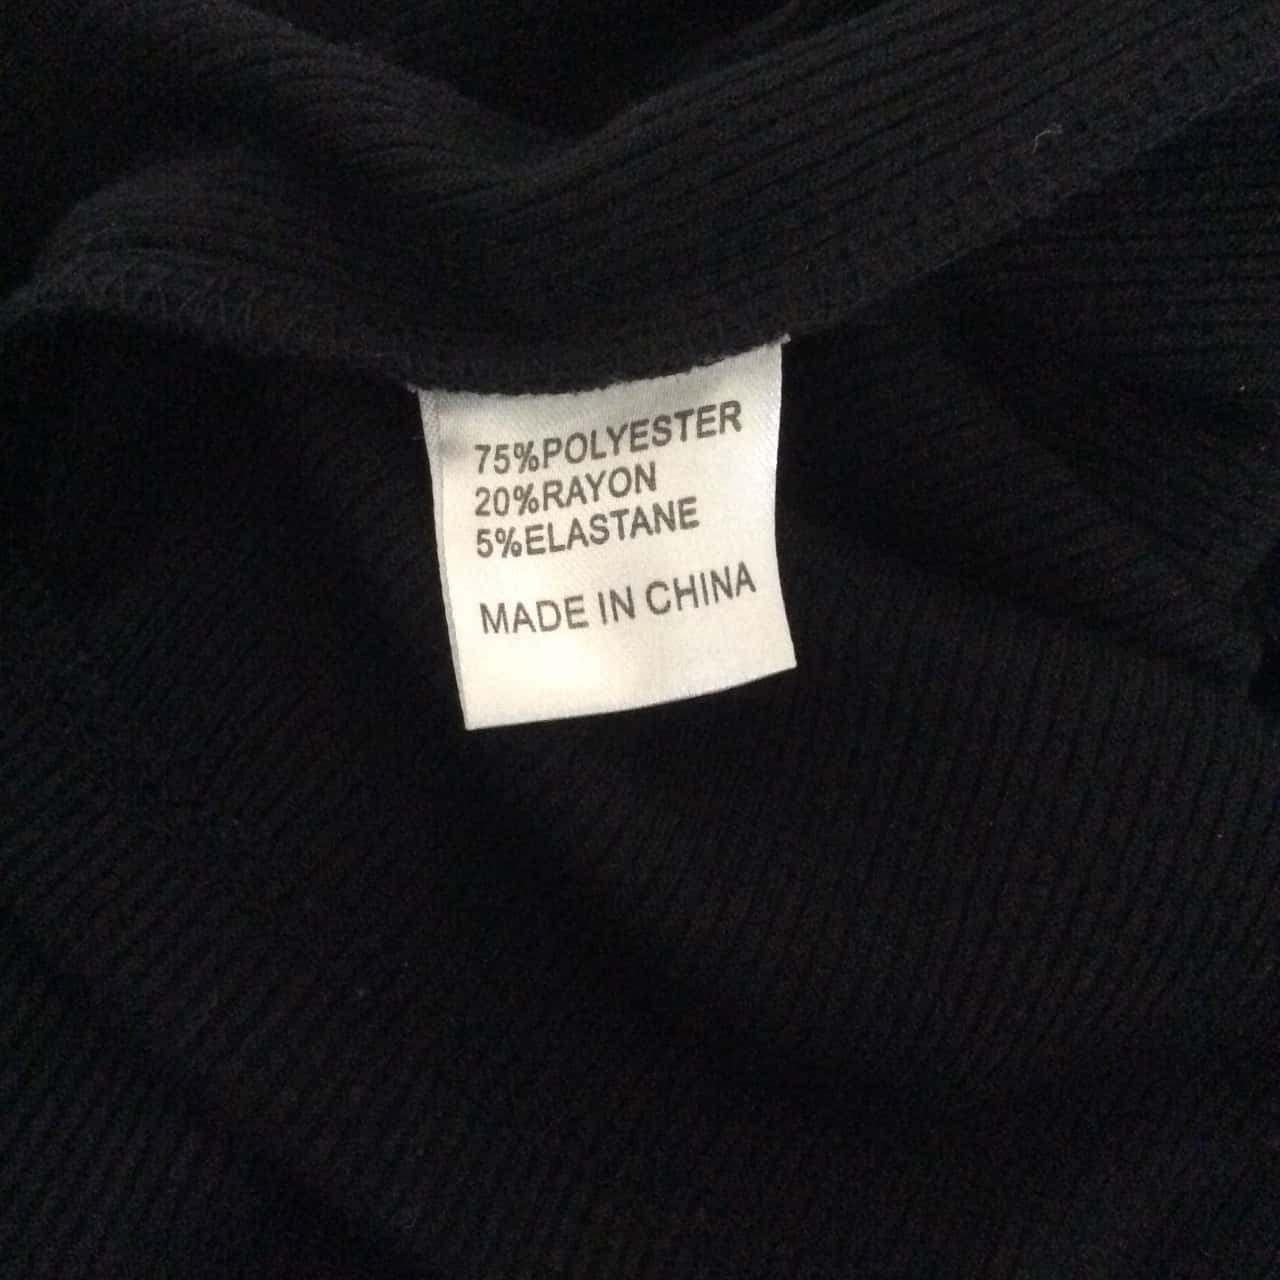 75%POLYESTER
20%RAYON
5%ELASTANE
MADE IN CHINA